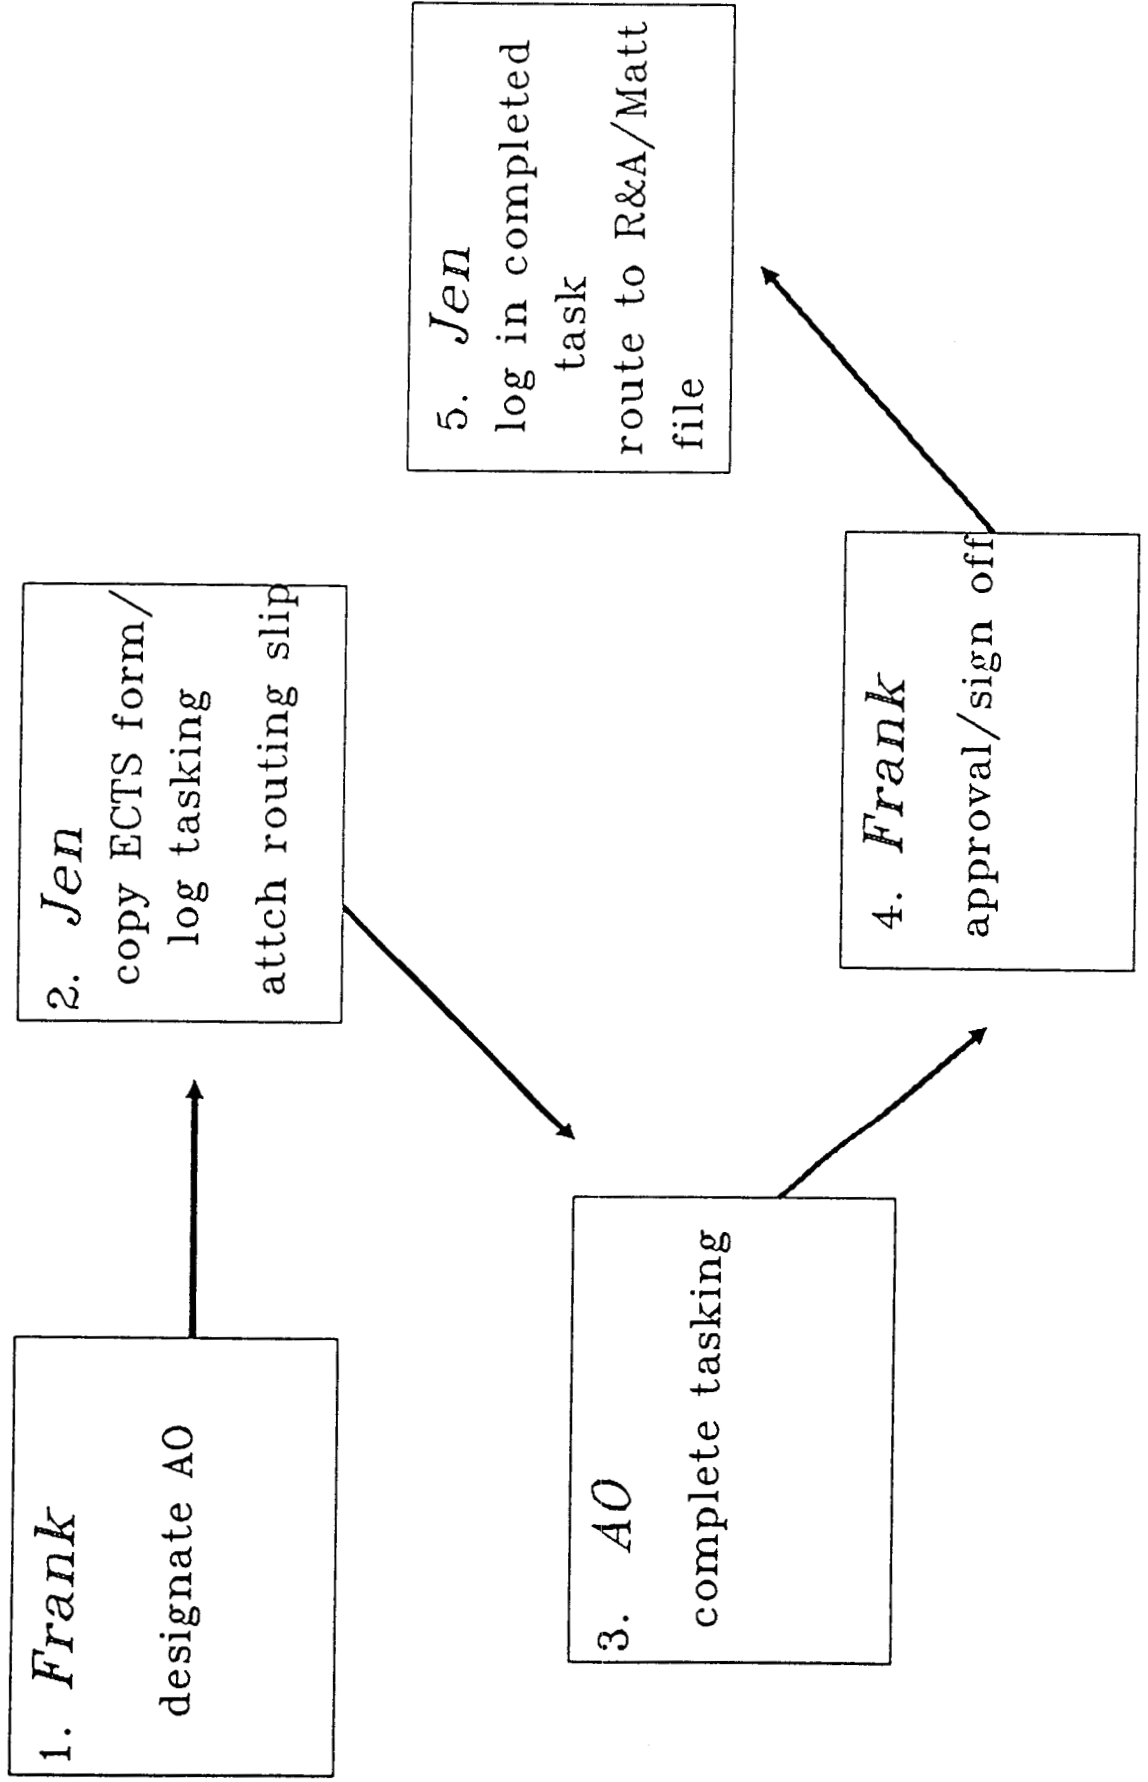 1. Frank
designate AO
2. Jen
copy ECTS form/
log tasking
attch routing slip
3. AO
complete tasking
4. Frank
approval/sign off
5. Jen
log in completed
task
route to R&A/Matt
file